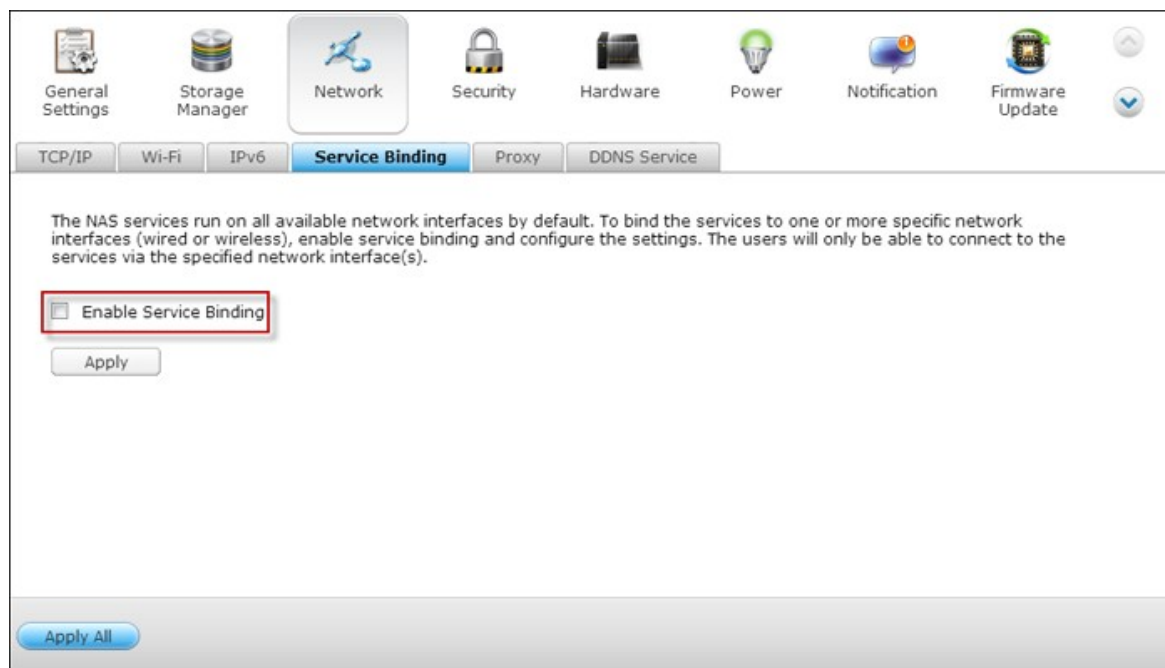 General Settings
Storage Manager
Network
Security
Hardware
Power
Notification
1
Firmware Update
TCP/IP
Wi-Fi
IPv6
Service Binding
Proxy
DDNS Service
The NAS services run on all available network interfaces by default. To bind the services to one or more specific network
interfaces (wired or wireless), enable service binding and configure the settings. The users will only be able to connect to the
services via the specified network interface(s).
Enable Service Binding
Apply
Apply All